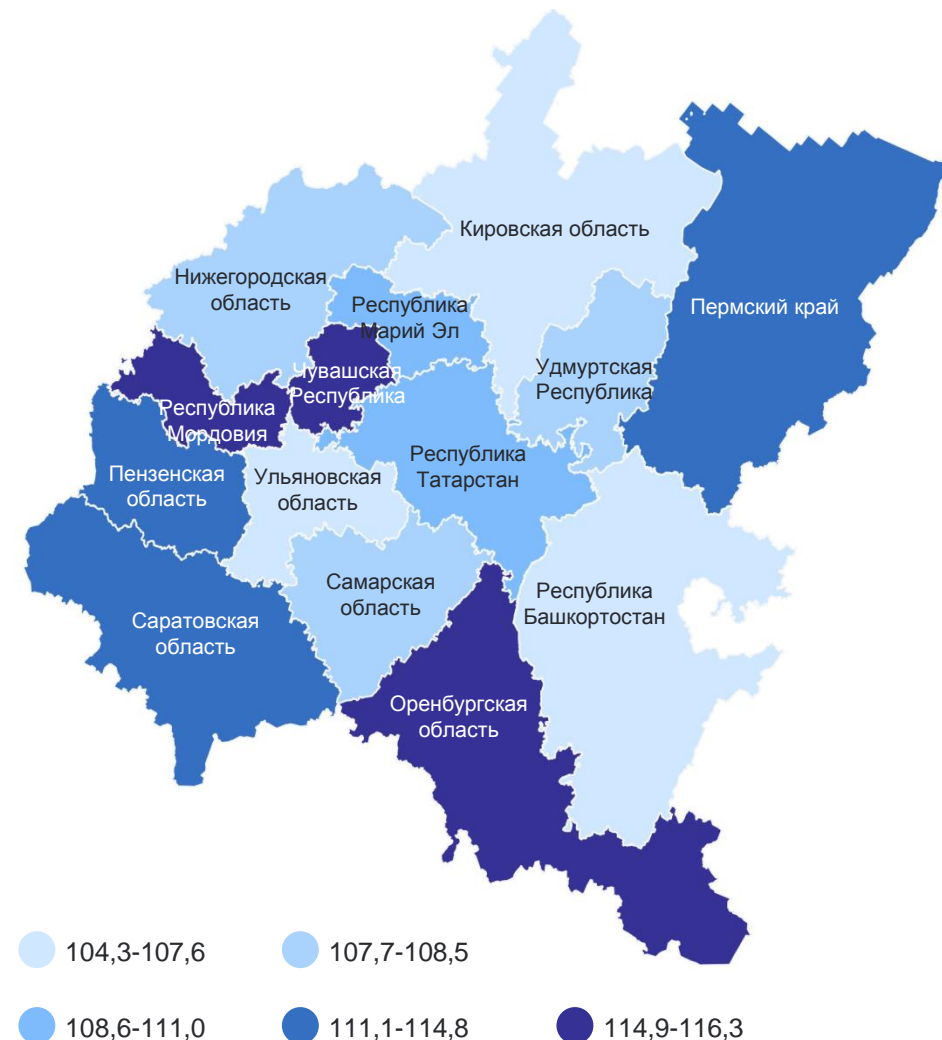 Кировская область
Нижегородская
область
Республика
Марий Эл
Пермский край
Чувашская
Республика
Удмуртская
Республика
Республика
Мордовия
Республика
Татарстан
Пензенская
область
Ульяновская
область
Самарская
область
Республика
Башкортостан
Саратовская
область
Оренбургская
область
104,3-107,6
107,7-108,5
108,6-111,0
111,1-114,8
114,9-116,3